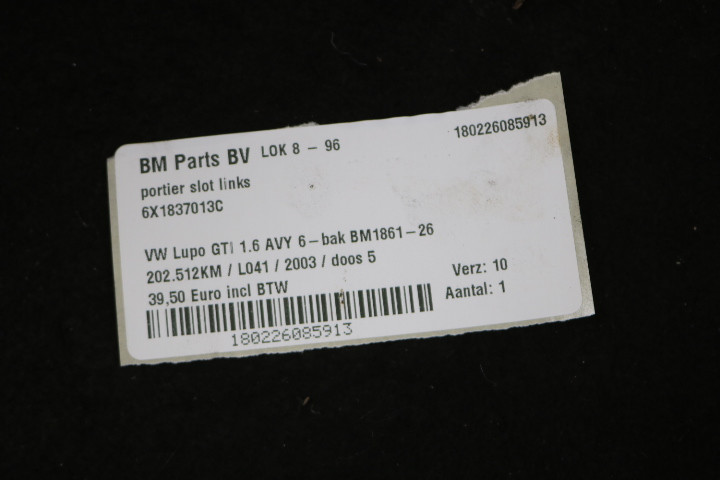 BM Parts BV LOK 8 - 96 180226085913
portier slot links
6X1837013C
VW Lupo GTI 1.6 AVY 6-bak BM1861-26
202.512KM / L041 / 2003 / doos 5
39,50 Euro incl BTW
Verz: 10
Aantal: 1
180226085913